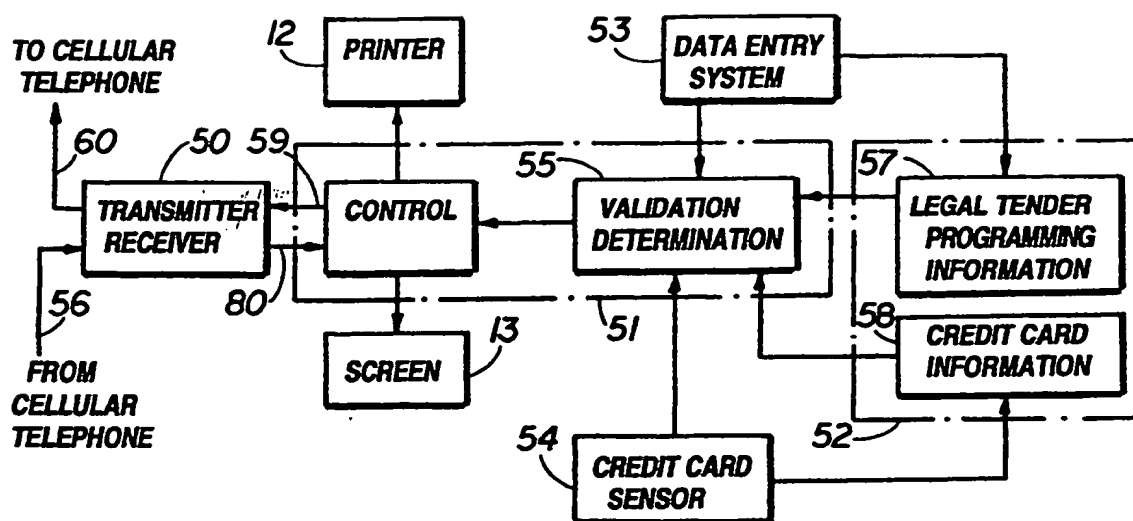 TO CELLULAR
TELEPHONE
60
50
TRANSMITTER
RECEIVER
56
FROM
CELLULAR
TELEPHONE
59
80
12
PRINTER
CONTROL
SCREEN
13
53
DATA ENTRY
SYSTEM
55
VALIDATION
DETERMINATION
51
54
CREDIT CARD
SENSOR
57
LEGAL TENDER
PROGRAMMING
INFORMATION
58
CREDIT CARD
INFORMATION
52